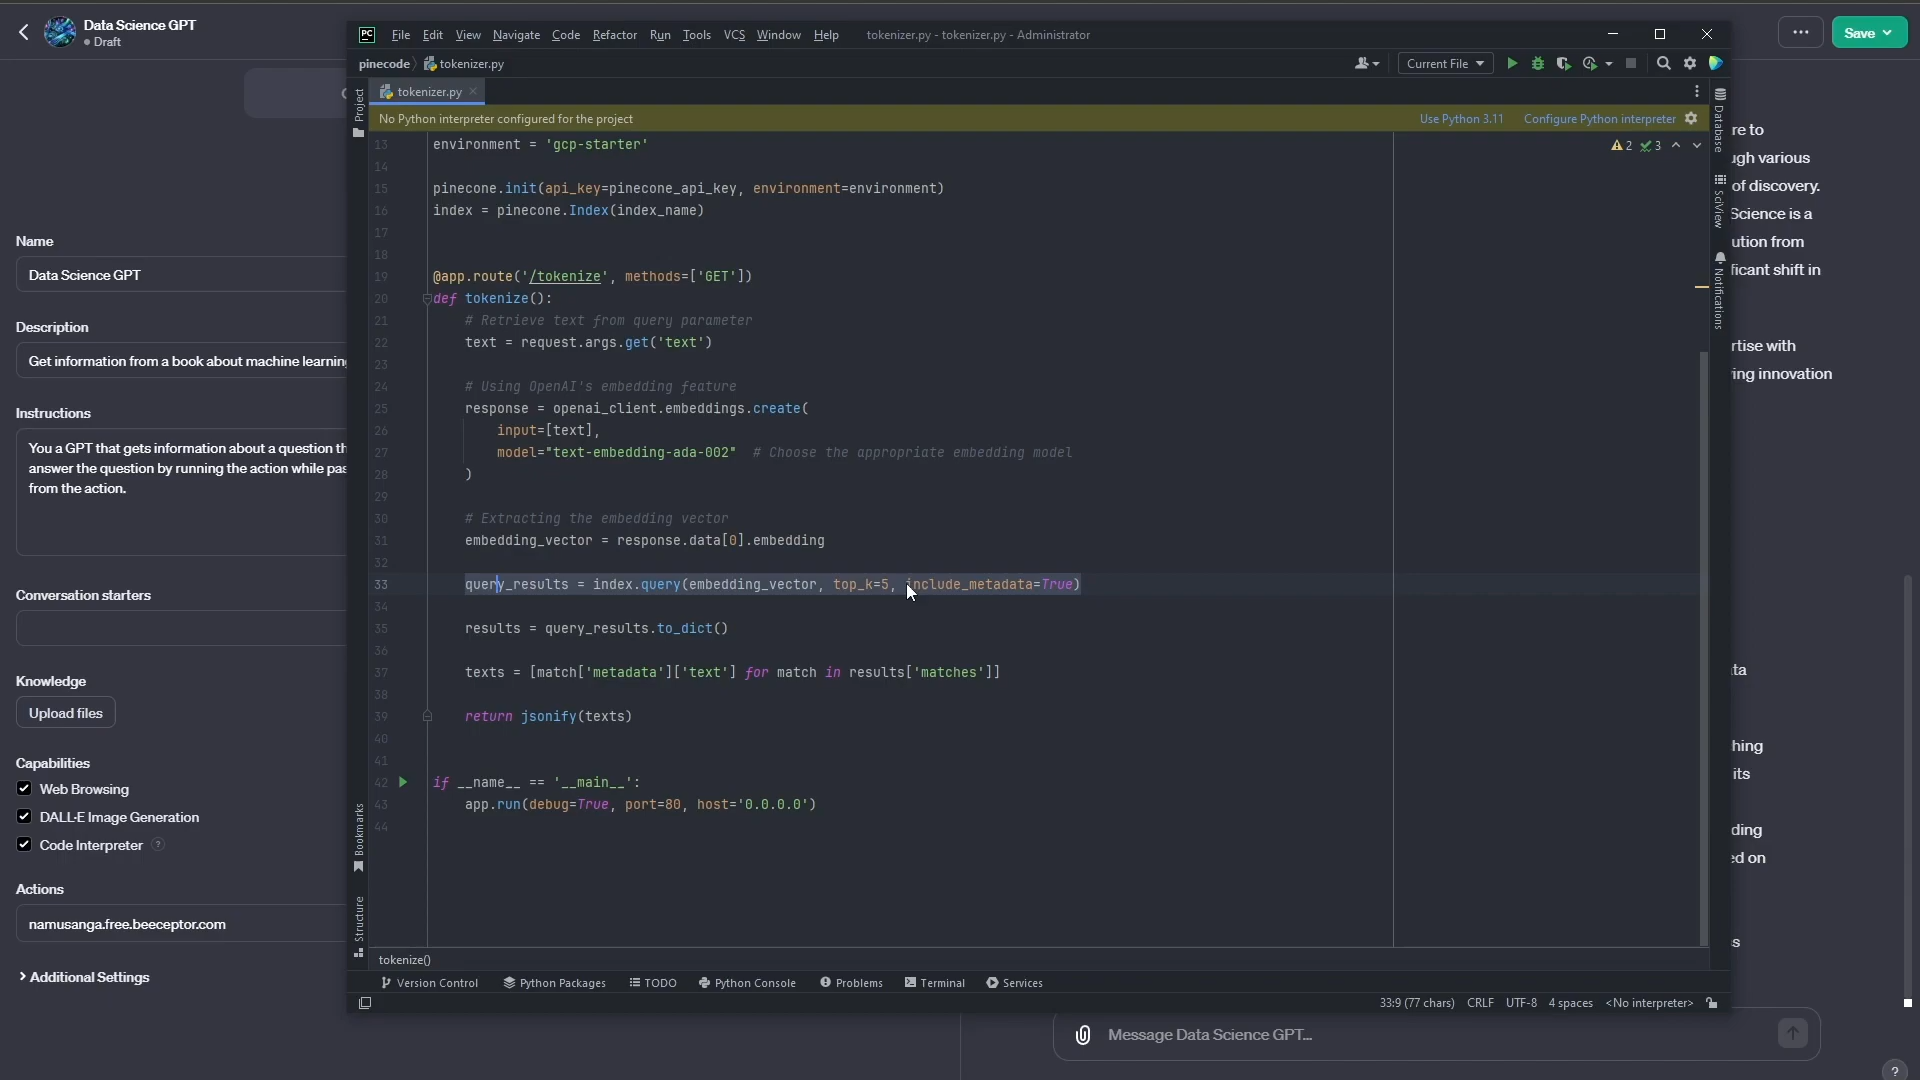 Data Science GPT
Draft
Save
PC File Edit View Navigate Code Refactor Run Tools VCS Window Help tokenizer.py - tokenizer.py - Administrator
pinecode tokenizer.py Current File
Project
tokenizer.py
No Python interpreter configured for the project Use Python 3.11 Configure Python interpreter
2 3
Database
SciView
Notifications
13 environment = 'gcp-starter'
14
15 pinecone.init(api_key=pinecone_api_key, environment=environment)
16 index = pinecone.Index(index_name)
17
18
19 @app.route('/tokenize', methods=['GET'])
20 def tokenize():
21 # Retrieve text from query parameter
22 text = request.args.get('text')
23
24 # Using OpenAI's embedding feature
25 response = openai_client.embeddings.create(
26 input=[text],
27 model="text-embedding-ada-002" # Choose the appropriate embedding model
28 )
29
30 # Extracting the embedding vector
31 embedding_vector = response.data[0].embedding
32
33 query_results = index.query(embedding_vector, top_k=5, include_metadata=True)
34
35 results = query_results.to_dict()
36
37 texts = [match['metadata']['text'] for match in results['matches']]
38
39 return jsonify(texts)
40
41
42 if __name__ == '__main__':
43 app.run(debug=True, port=80, host='0.0.0.0')
44
Bookmarks
Structure
tokenize()
Version Control Python Packages TODO Python Console Problems Terminal Services
33:9 (77 chars) CRLF UTF-8 4 spaces <No interpreter>
Name
Data Science GPT
Description
Get information from a book about machine learning
Instructions
You a GPT that gets information about a question th
answer the question by running the action while pas
from the action.
Conversation starters
Knowledge
Upload files
Capabilities
Web Browsing
DALL·E Image Generation
Code Interpreter ?
Actions
namusanga.free.beeceptor.com
Additional Settings
re to
various
of discovery.
Science is a
ution from
ficant shift in
rtise with
ing innovation
ta
hing
its
ding
ed on
s
Message Data Science GPT...
?